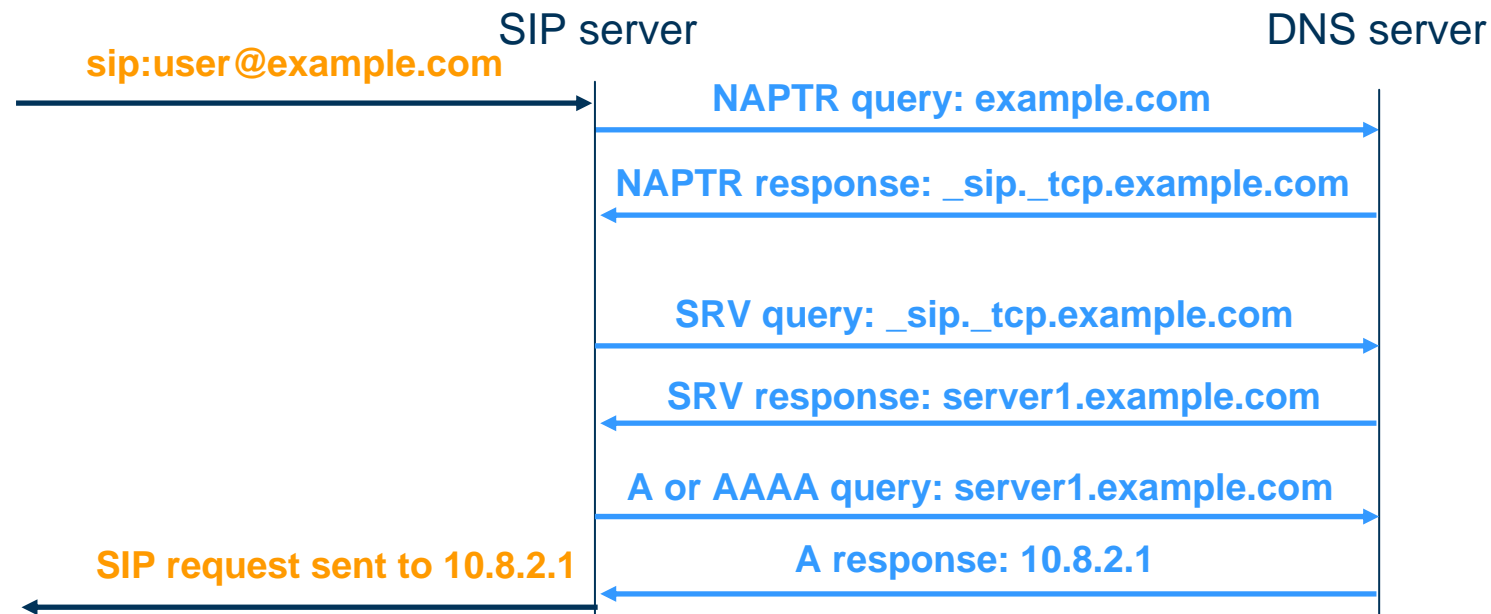 SIP server
DNS server
sip:user@example.com
NAPTR query: example.com
NAPTR response: _sip._tcp.example.com
SRV query: _sip._tcp.example.com
SRV response: server1.example.com
A or AAAA query: server1.example.com
A response: 10.8.2.1
SIP request sent to 10.8.2.1